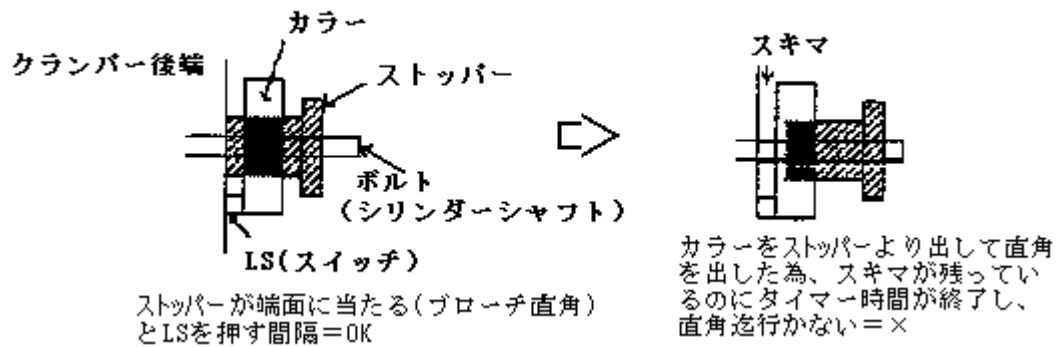 カラー
クランパー後端
ストッパー
ボルト
(シリンダーシャフト)
LS(スイッチ)
ストッパーが端面に当たる(ブローチ直角)
とLSを押す間隔=OK
スキマ
カラーをストッパーより出して直角
を出した為、スキマが残ってい
るのにタイマー時間が終了し、
直角迄行かない=×